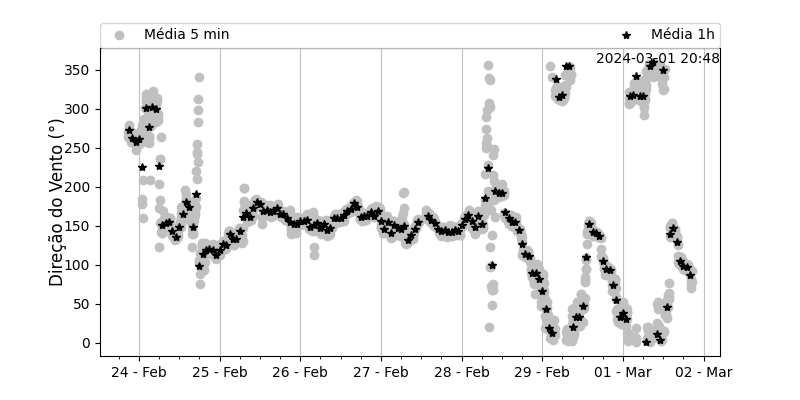 Média 5 min
Média 1h
2024-03-01 20:48
Direção do Vento (°)
350
300
250
200
150
100
50
0
24 - Feb 25 - Feb 26 - Feb 27 - Feb 28 - Feb 29 - Feb 01 - Mar 02 - Mar